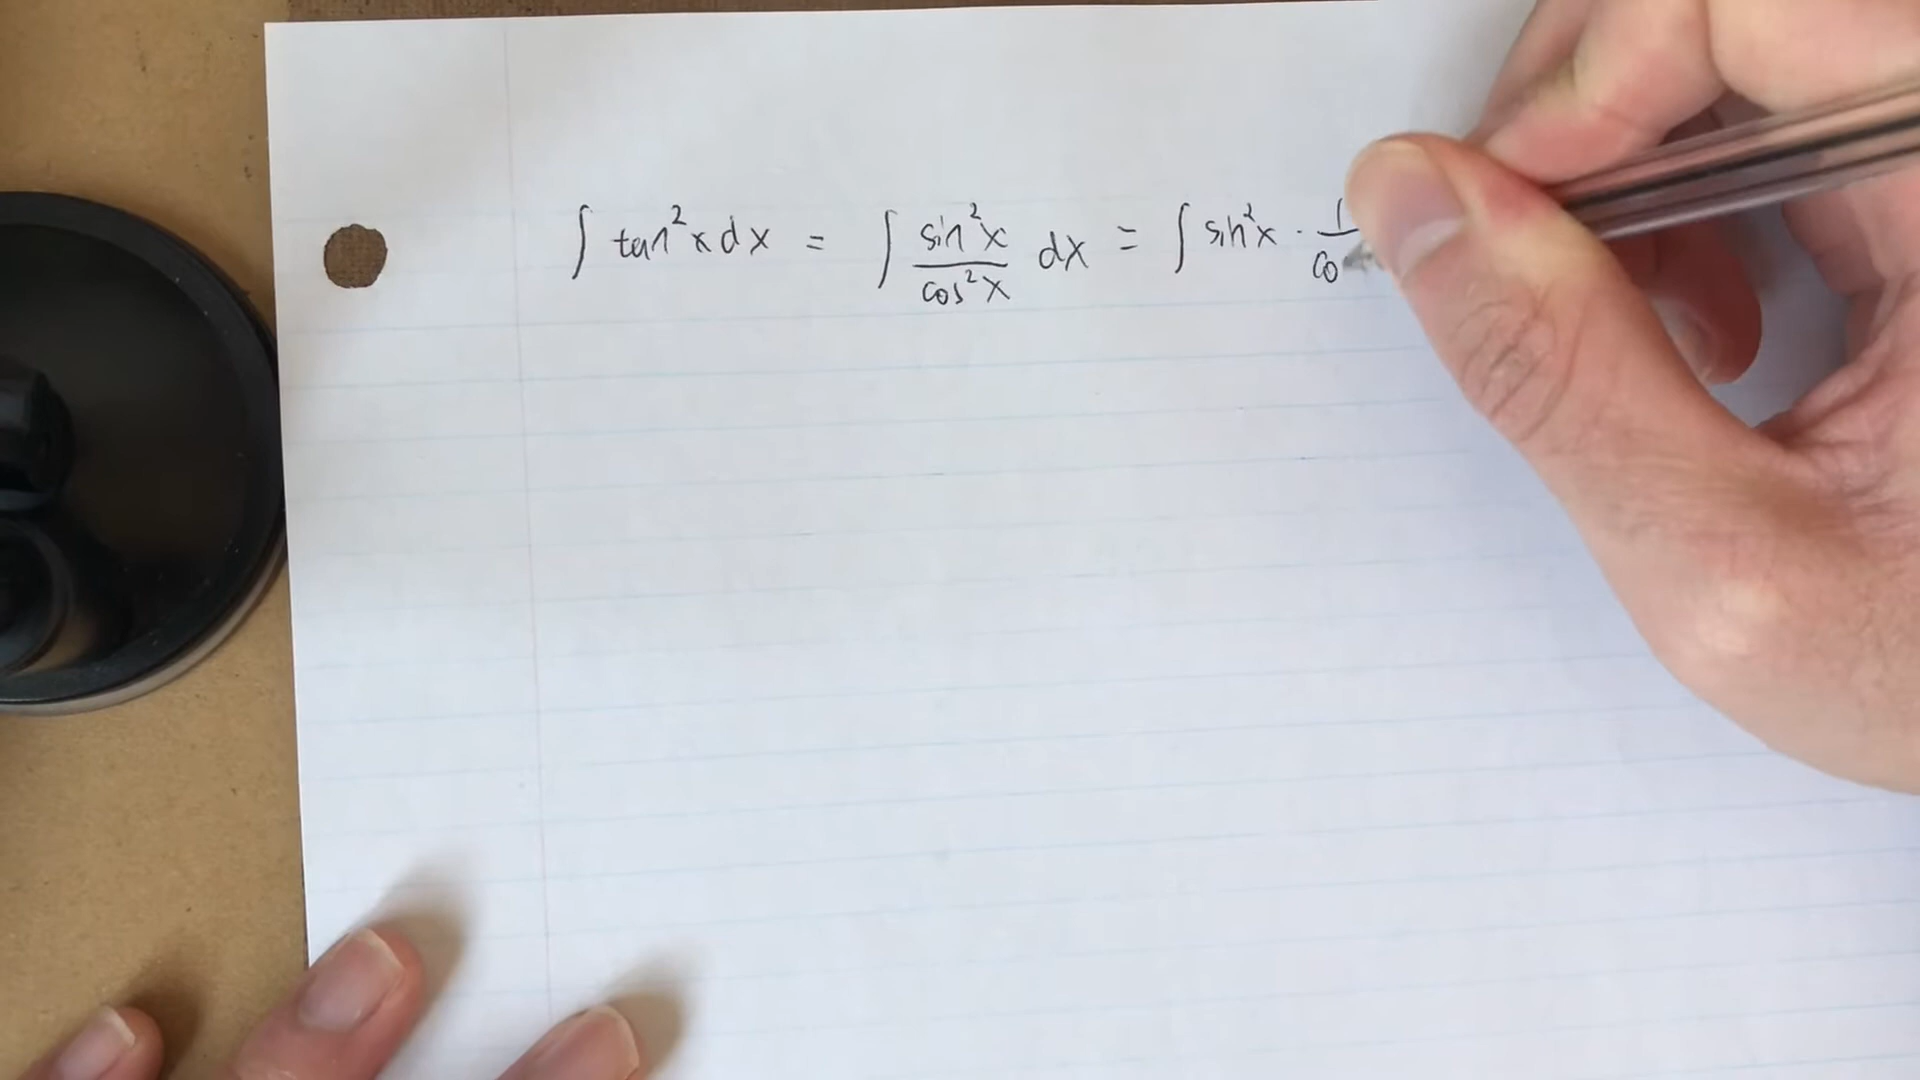 ∫ tan²x dx = ∫ sin²x/cos²x dx = ∫ sin²x · 1/co